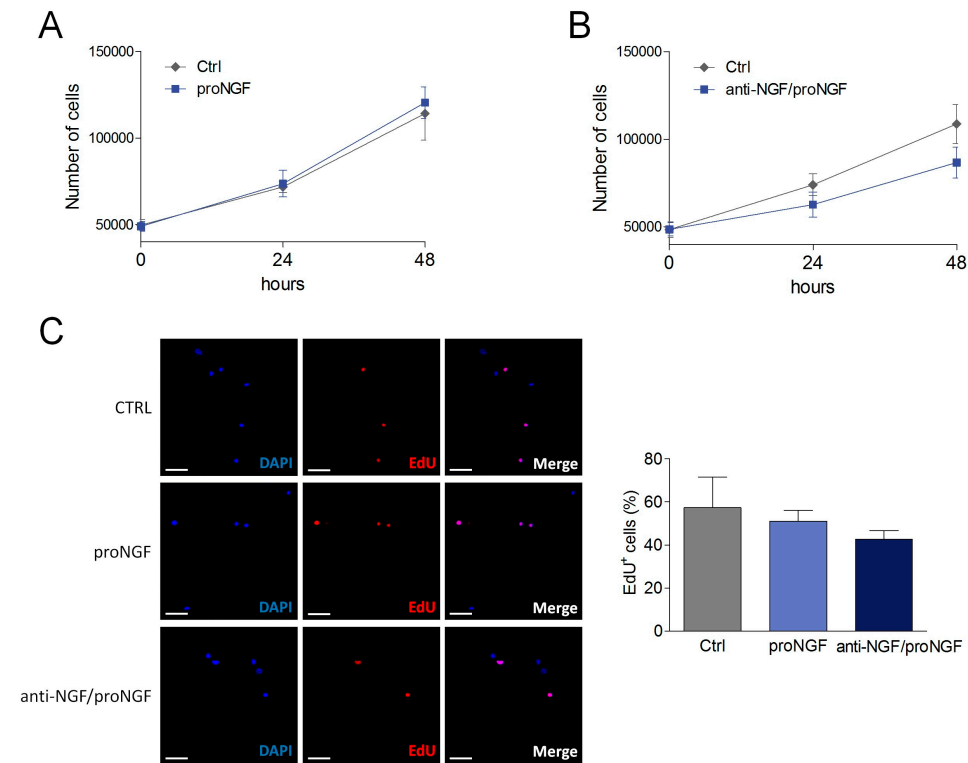 A
150000
100000
50000
Number of cells
Ctrl
proNGF
0 24 48
hours
B
150000
100000
50000
Number of cells
Ctrl
anti-NGF/proNGF
0 24 48
hours
C
CTRL
DAPI EdU Merge
proNGF
DAPI EdU Merge
anti-NGF/proNGF
DAPI EdU Merge
80
60
40
20
0
EdU⁺ cells (%)
Ctrl proNGF anti-NGF/proNGF